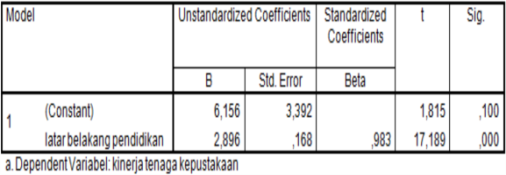 Model Unstandardized Coefficients Standardized Coefficients t Sig.
B Std. Error Beta
1 (Constant) 6,156 3,392 1,815 ,100
latar belakang pendidikan 2,896 ,168 ,983 17,189 ,000
a. Dependent Variabel: kinerja tenaga kepustakaan